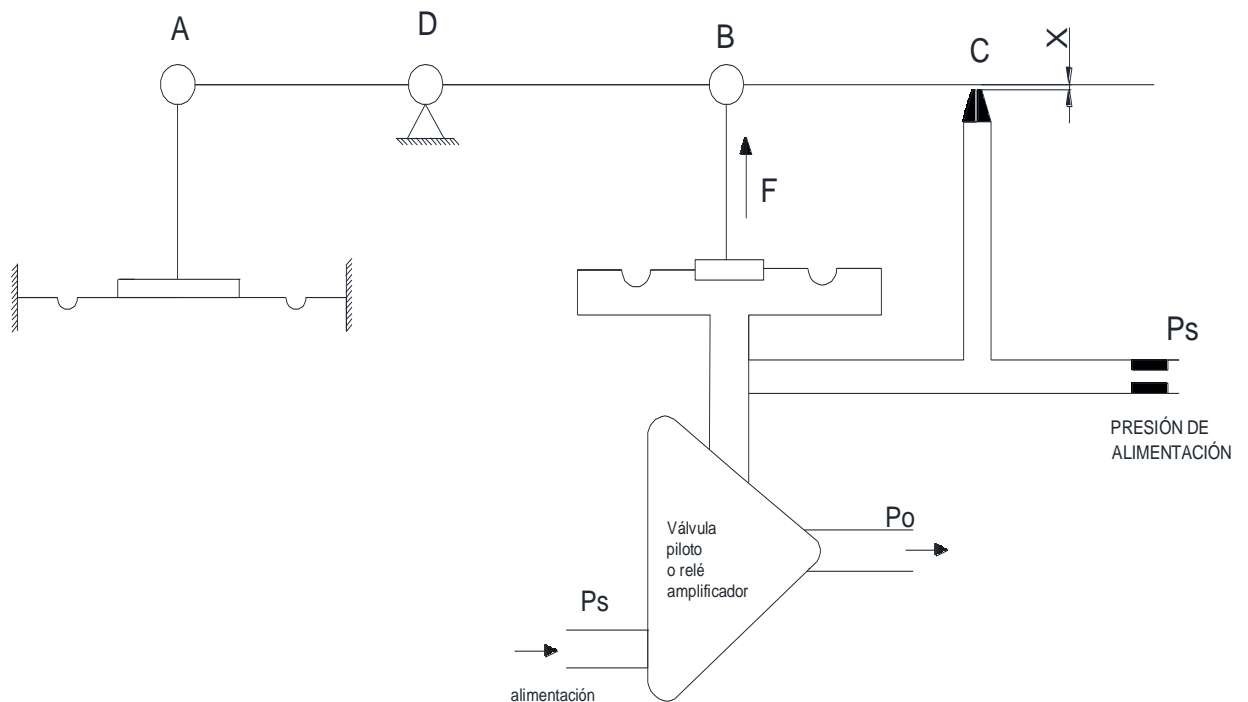 A
D
B
C
X
F
Ps
PRESIÓN DE
ALIMENTACIÓN
Válvula
piloto
o relé
amplificador
Po
Ps
alimentación